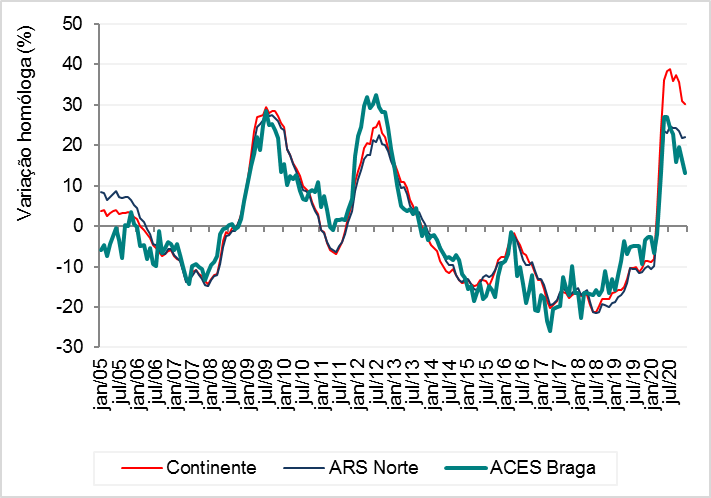 Variação homóloga (%)
50
40
30
20
10
0
-10
-20
-30
jan/05
jul/05
jan/06
jul/06
jan/07
jul/07
jan/08
jul/08
jan/09
jul/09
jan/10
jul/10
jan/11
jul/11
jan/12
jul/12
jan/13
jul/13
jan/14
jul/14
jan/15
jul/15
jan/16
jul/16
jan/17
jul/17
jan/18
jul/18
jan/19
jul/19
jan/20
jul/20
Continente ARS Norte ACES Braga